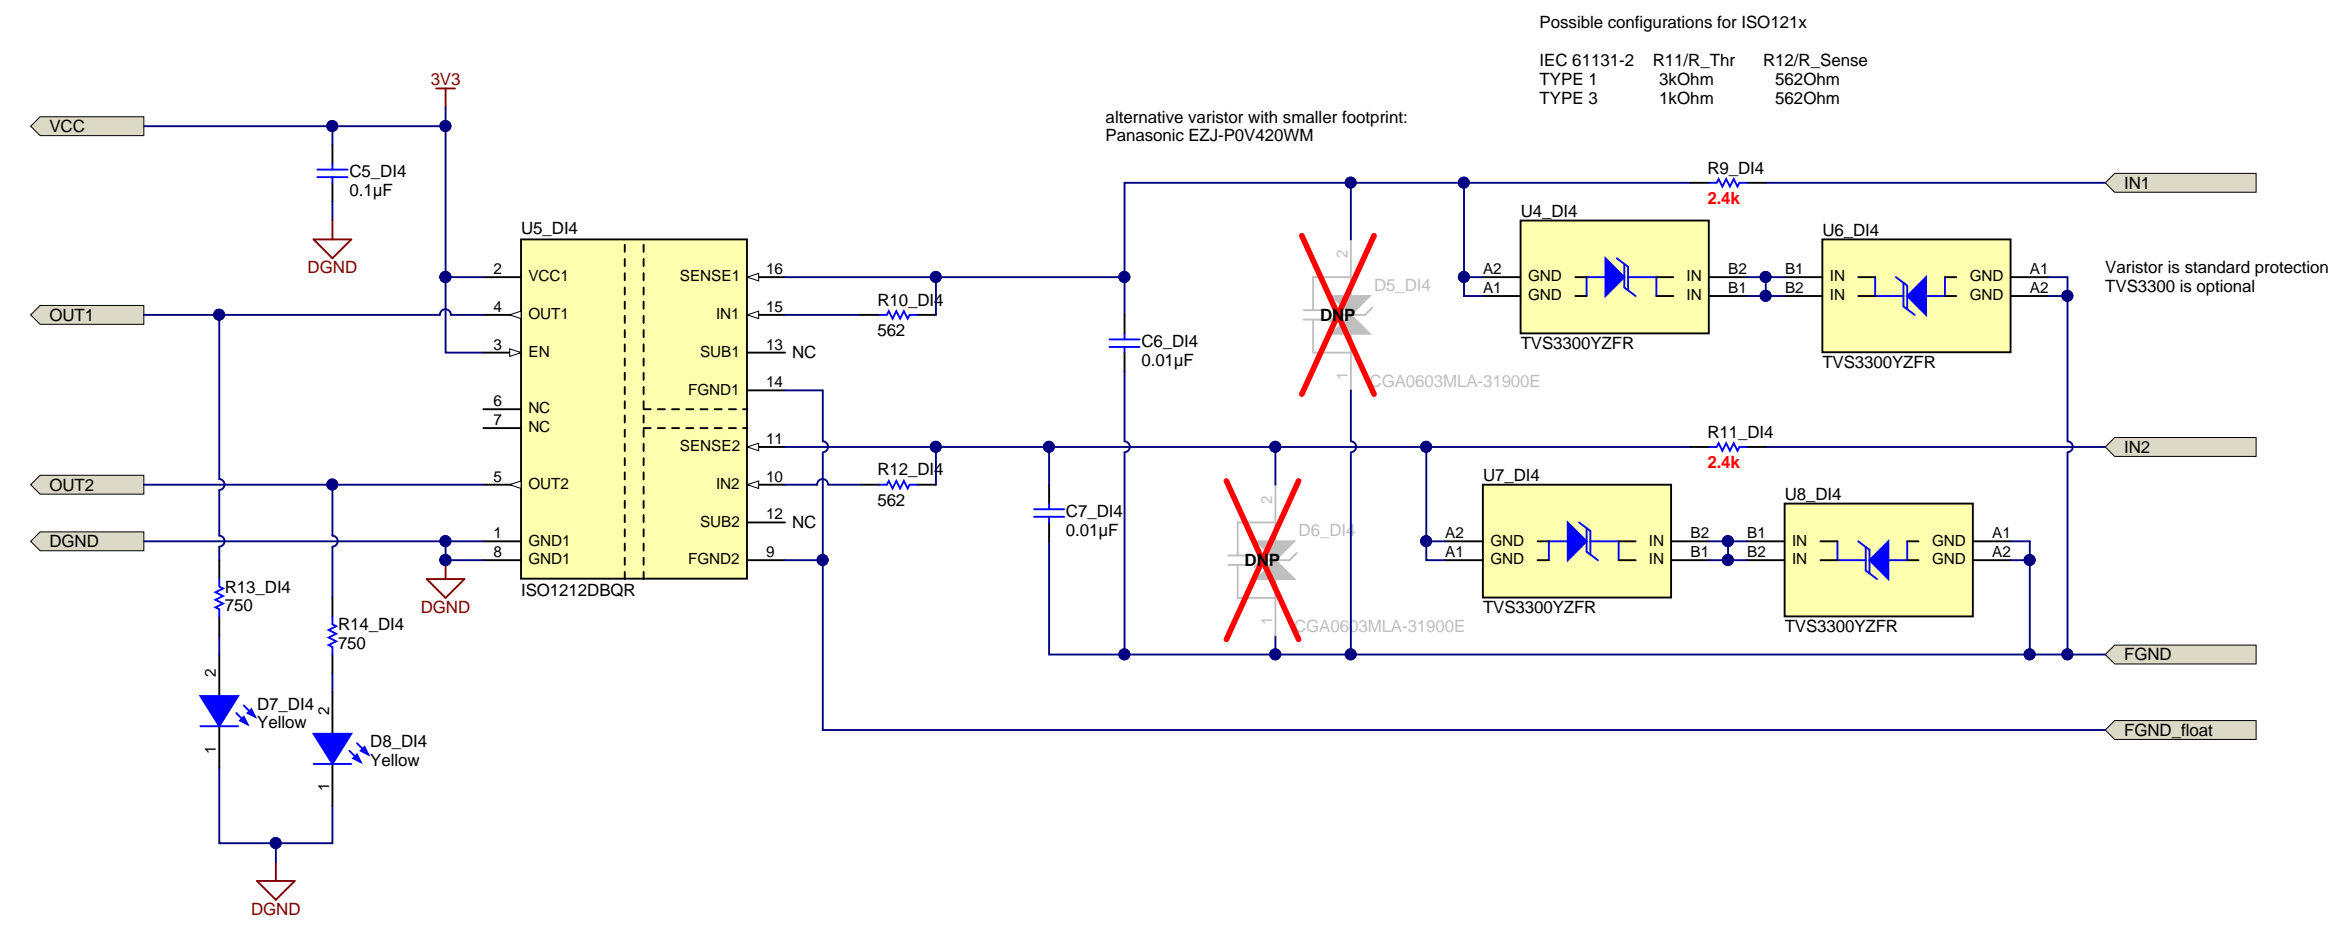 Possible configurations for ISO121x
IEC 61131-2 R11/R_Thr R12/R_Sense
TYPE 1 3kOhm 562Ohm
TYPE 3 1kOhm 562Ohm
alternative varistor with smaller footprint:
Panasonic EZJ-P0V420WM
Varistor is standard protection
TVS3300 is optional
3V3
VCC
C5_DI4
0.1µF
DGND
OUT1
OUT2
DGND
DGND
U5_DI4
2 VCC1
4 OUT1
3 EN
6 NC
7 NC
5 OUT2
1 GND1
8 GND1
SENSE1 16
IN1 15
SUB1 13 NC
FGND1 14
SENSE2 11
IN2 10
SUB2 12 NC
FGND2 9
ISO1212DBQR
R10_DI4
562
R12_DI4
562
C6_DI4
0.01µF
C7_DI4
0.01µF
2
D5_DI4
DNP
1
CGA0603MLA-31900E
2
D6_DI4
DNP
1
CGA0603MLA-31900E
R9_DI4
2.4k
IN1
U4_DI4
A2 GND IN B2
A1 GND IN B1
TVS3300YZFR
U6_DI4
B1 IN GND A1
B2 IN GND A2
TVS3300YZFR
R11_DI4
2.4k
IN2
U7_DI4
A2 GND IN B2
A1 GND IN B1
TVS3300YZFR
U8_DI4
B1 IN GND A1
B2 IN GND A2
TVS3300YZFR
FGND
FGND_float
R13_DI4
750
R14_DI4
750
2
D7_DI4
Yellow
1
2
D8_DI4
Yellow
1
DGND